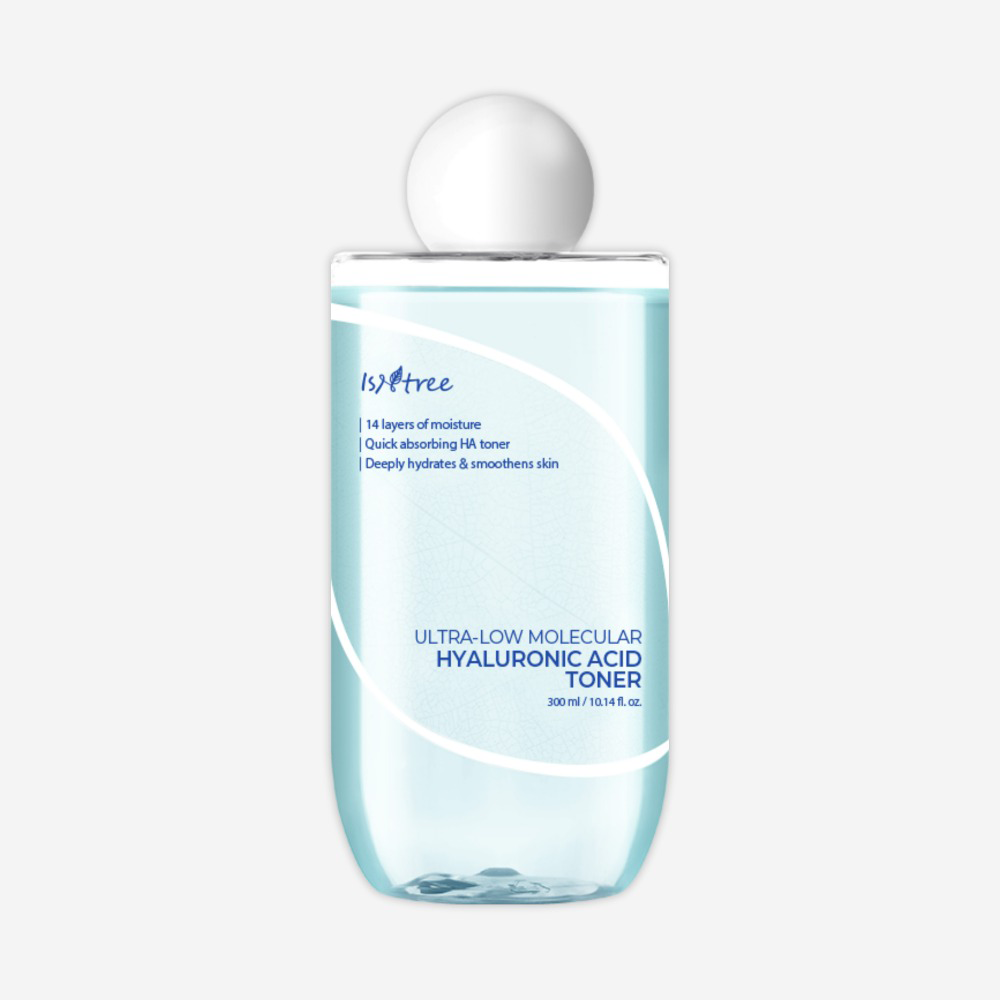 Isntree
14 layers of moisture
Quick absorbing HA toner
Deeply hydrates & smoothens skin
ULTRA-LOW MOLECULAR
HYALURONIC ACID
TONER
300 ml / 10.14 fl. oz.